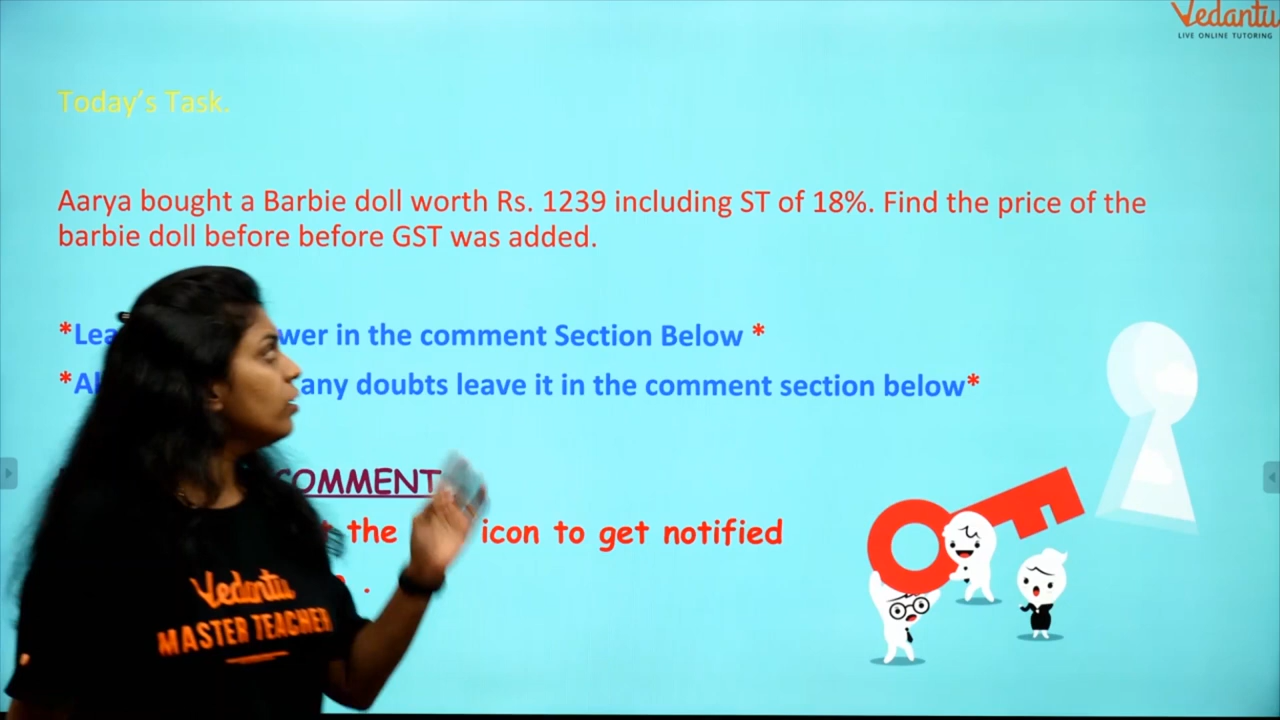 Vedantu
LIVE ONLINE TUTORING
Today's Task.
Aarya bought a Barbie doll worth Rs. 1239 including ST of 18%. Find the price of the
barbie doll before before GST was added.
*Lea wer in the comment Section Below *
*Al any doubts leave it in the comment section below*
COMMENT
the icon to get notified
.
Vedantu
MASTER TEACHER